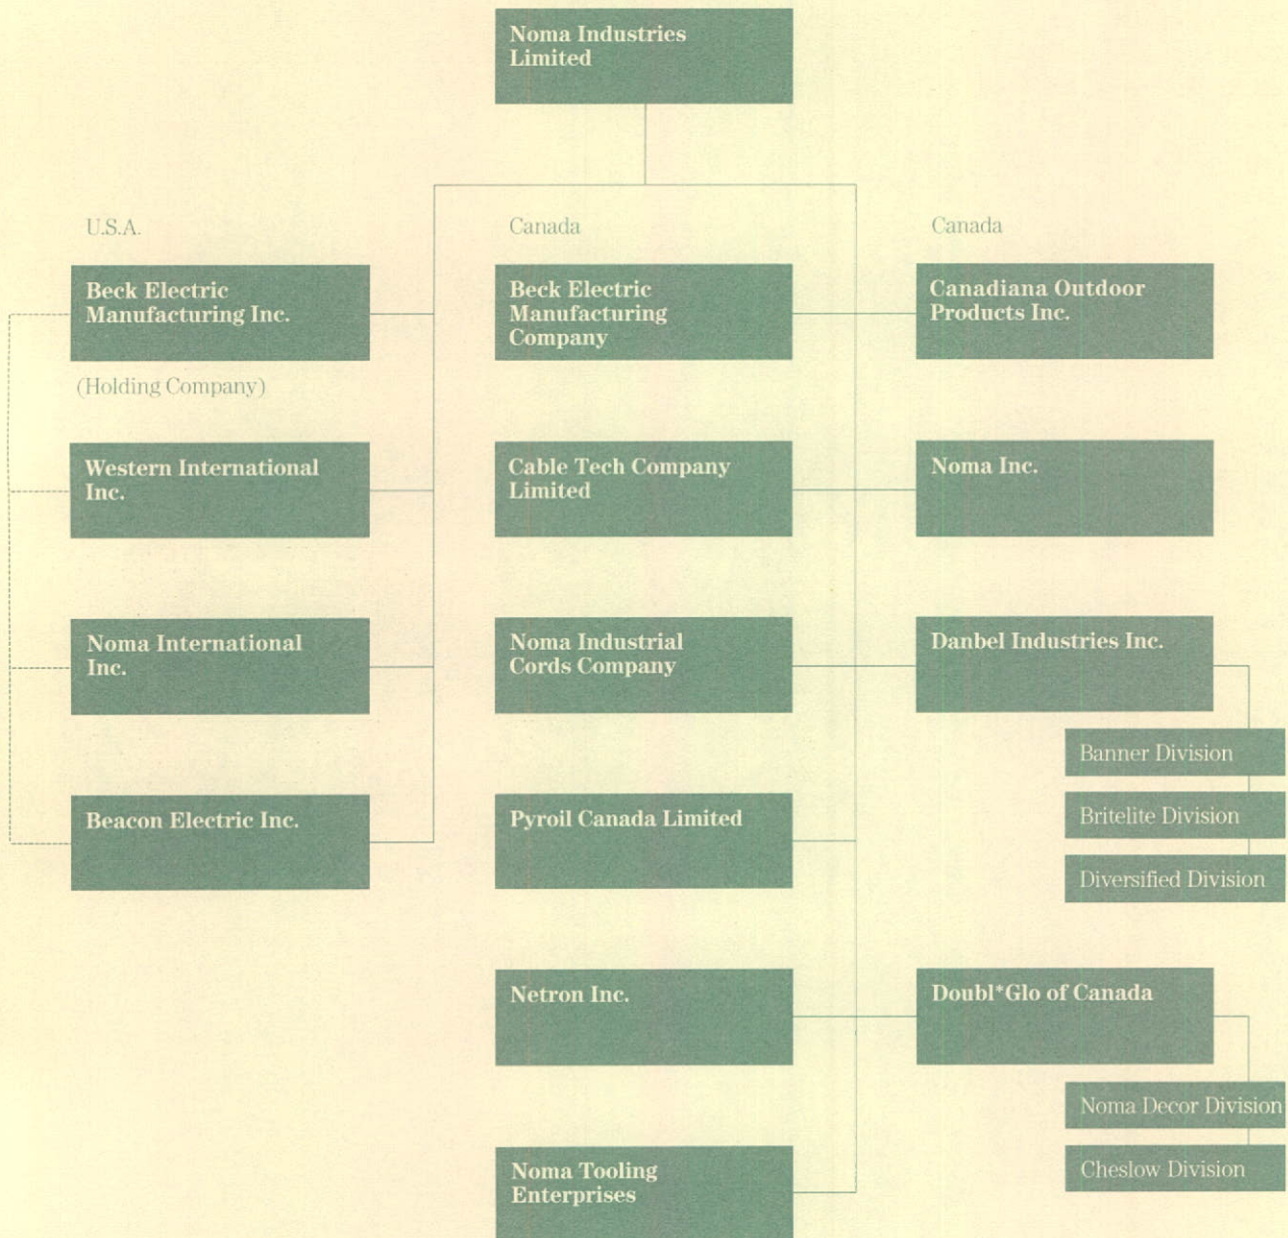 Noma Industries
Limited
U.S.A.
Beck Electric
Manufacturing Inc.
(Holding Company)
Western International
Inc.
Noma International
Inc.
Beacon Electric Inc.
Canada
Beck Electric
Manufacturing
Company
Cable Tech Company
Limited
Noma Industrial
Cords Company
Pyroil Canada Limited
Netron Inc.
Noma Tooling
Enterprises
Canada
Canadiana Outdoor
Products Inc.
Noma Inc.
Danbel Industries Inc.
Banner Division
Britelite Division
Diversified Division
Doubl*Glo of Canada
Noma Decor Division
Cheslow Division